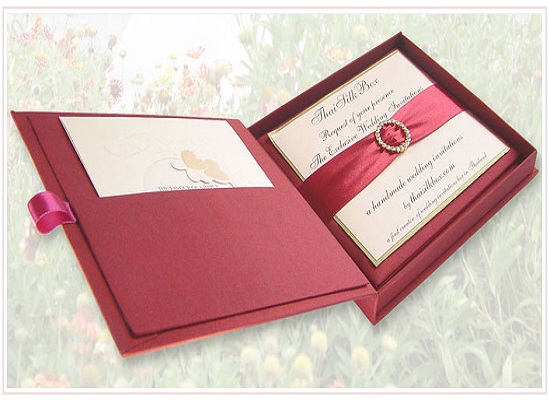 ThaiSilkBox
Request of your presence
The Exclusive Wedding Invitations
a handmade wedding invitations
by thaisilkbox.com
a first creator of wedding invitations box in Thailand